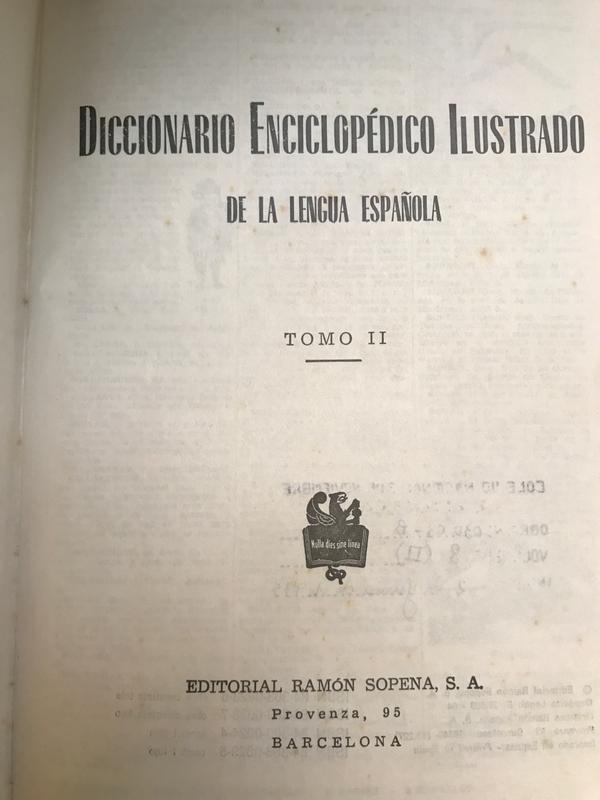 DICCIONARIO ENCICLOPÉDICO ILUSTRADO
DE LA LENGUA ESPAÑOLA
TOMO II
Nulla dies sine linea
EDITORIAL RAMÓN SOPENA, S. A.
Provenza, 95
BARCELONA